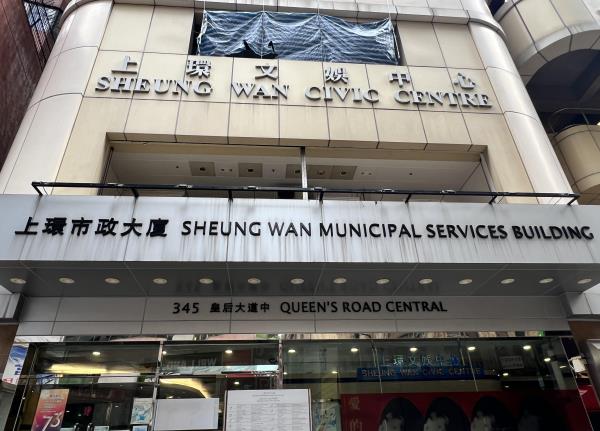 上環文娛中心
SHEUNG WAN CIVIC CENTRE
上環市政大廈 SHEUNG WAN MUNICIPAL SERVICES BUILDING
345 皇后大道中 QUEEN'S ROAD CENTRAL
上環文娛中心
SHEUNG WAN CIVIC CENTRE
愛的